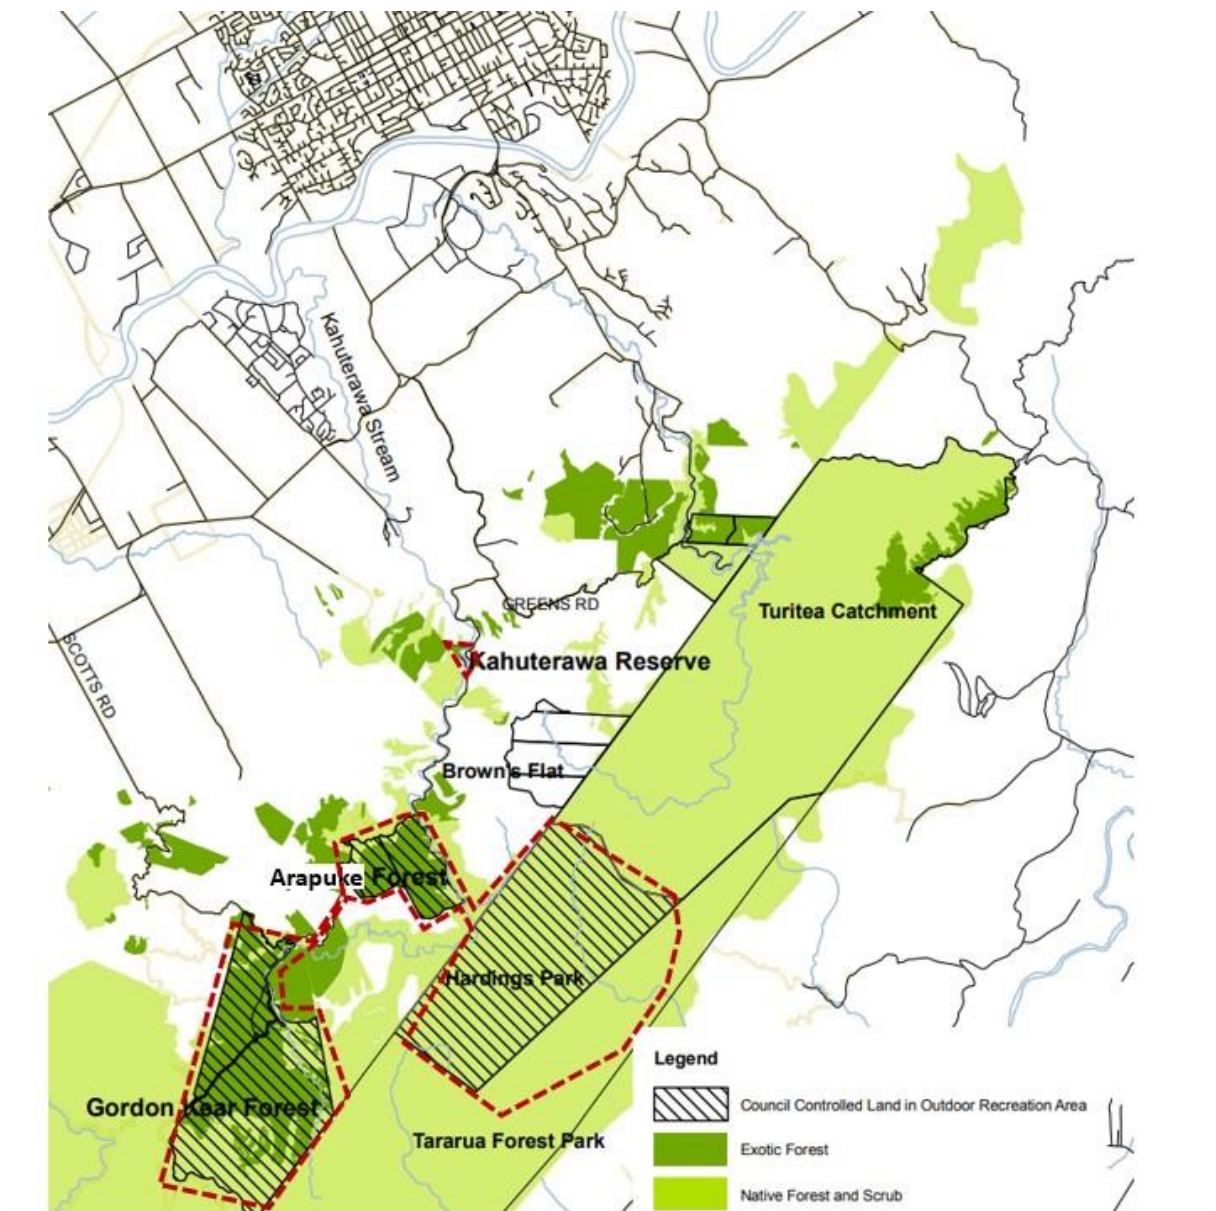 Kahuterawa Stream
GREENS RD
Turitea Catchment
SCOTTS RD
Kahuterawa Reserve
Brown's Flat
Arapuke Forest
Hardings Park
Gordon Kear Forest
Tararua Forest Park
Legend
Council Controlled Land in Outdoor Recreation Area
Exotic Forest
Native Forest and Scrub